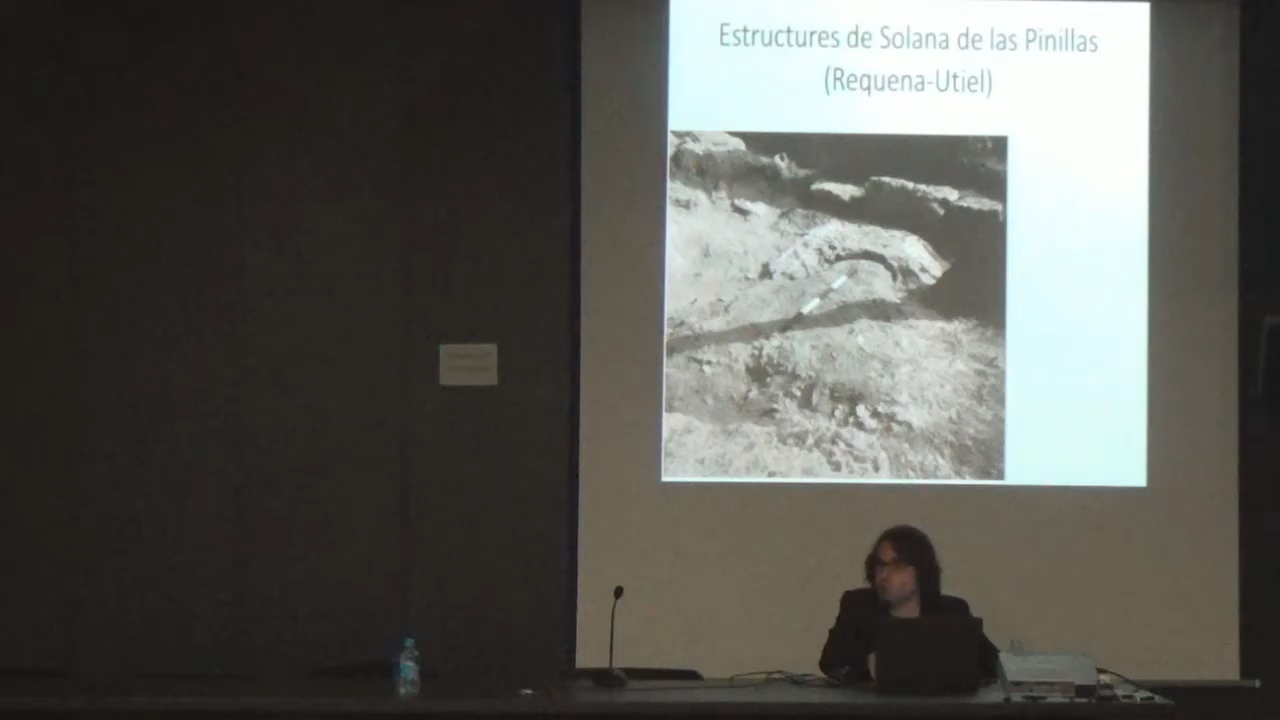 Estructures de Solana de las Pinillas
(Requena-Utiel)